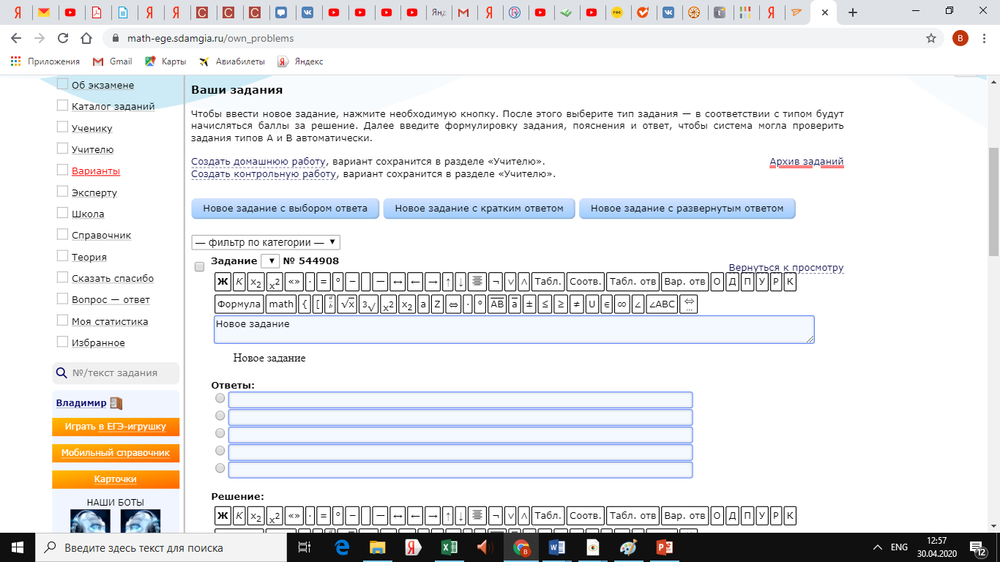 Янд
math-ege.sdamgia.ru/own_problems
В
Приложения
Gmail
Карты
Авиабилеты
Яндекс
Об экзамене
Каталог заданий
Ученику
Учителю
Варианты
Эксперту
Школа
Справочник
Теория
Сказать спасибо
Вопрос — ответ
Моя статистика
Избранное
№/текст задания
Владимир
Играть в ЕГЭ-игрушку
Мобильный справочник
Карточки
НАШИ БОТЫ
Ваши задания
Чтобы ввести новое задание, нажмите необходимую кнопку. После этого выберите тип задания — в соответствии с типом будут
начисляться баллы за решение. Далее введите формулировку задания, пояснения и ответ, чтобы система могла проверить
задания типов А и В автоматически.
Создать домашнюю работу, вариант сохранится в разделе «Учителю».
Архив заданий
Создать контрольную работу, вариант сохранится в разделе «Учителю».
Новое задание с выбором ответа
Новое задание с кратким ответом
Новое задание с развернутым ответом
— фильтр по категории —
Задание № 544908
Вернуться к просмотру
Ж К x₂ x² «» · = ° − — ↔ ← → ↑ ↓ ¬ ∨ ∧ Табл. Соотв. Табл. отв Вар. отв О Д П У Р К
Формула math { [ a/b √x 3√ x² x₂ a Z ⇔ · ° AB a ± ≤ ≥ ≠ U ∈ ∞ ∠ ∠ABC ⇔ ...
Новое задание
Новое задание
Ответы:
Решение:
Ж К x₂ x² «» · = ° − — ↔ ← → ↑ ↓ ¬ ∨ ∧ Табл. Соотв. Табл. отв Вар. отв О Д П У Р К
Введите здесь текст для поиска
ENG
12:57
30.04.2020
12